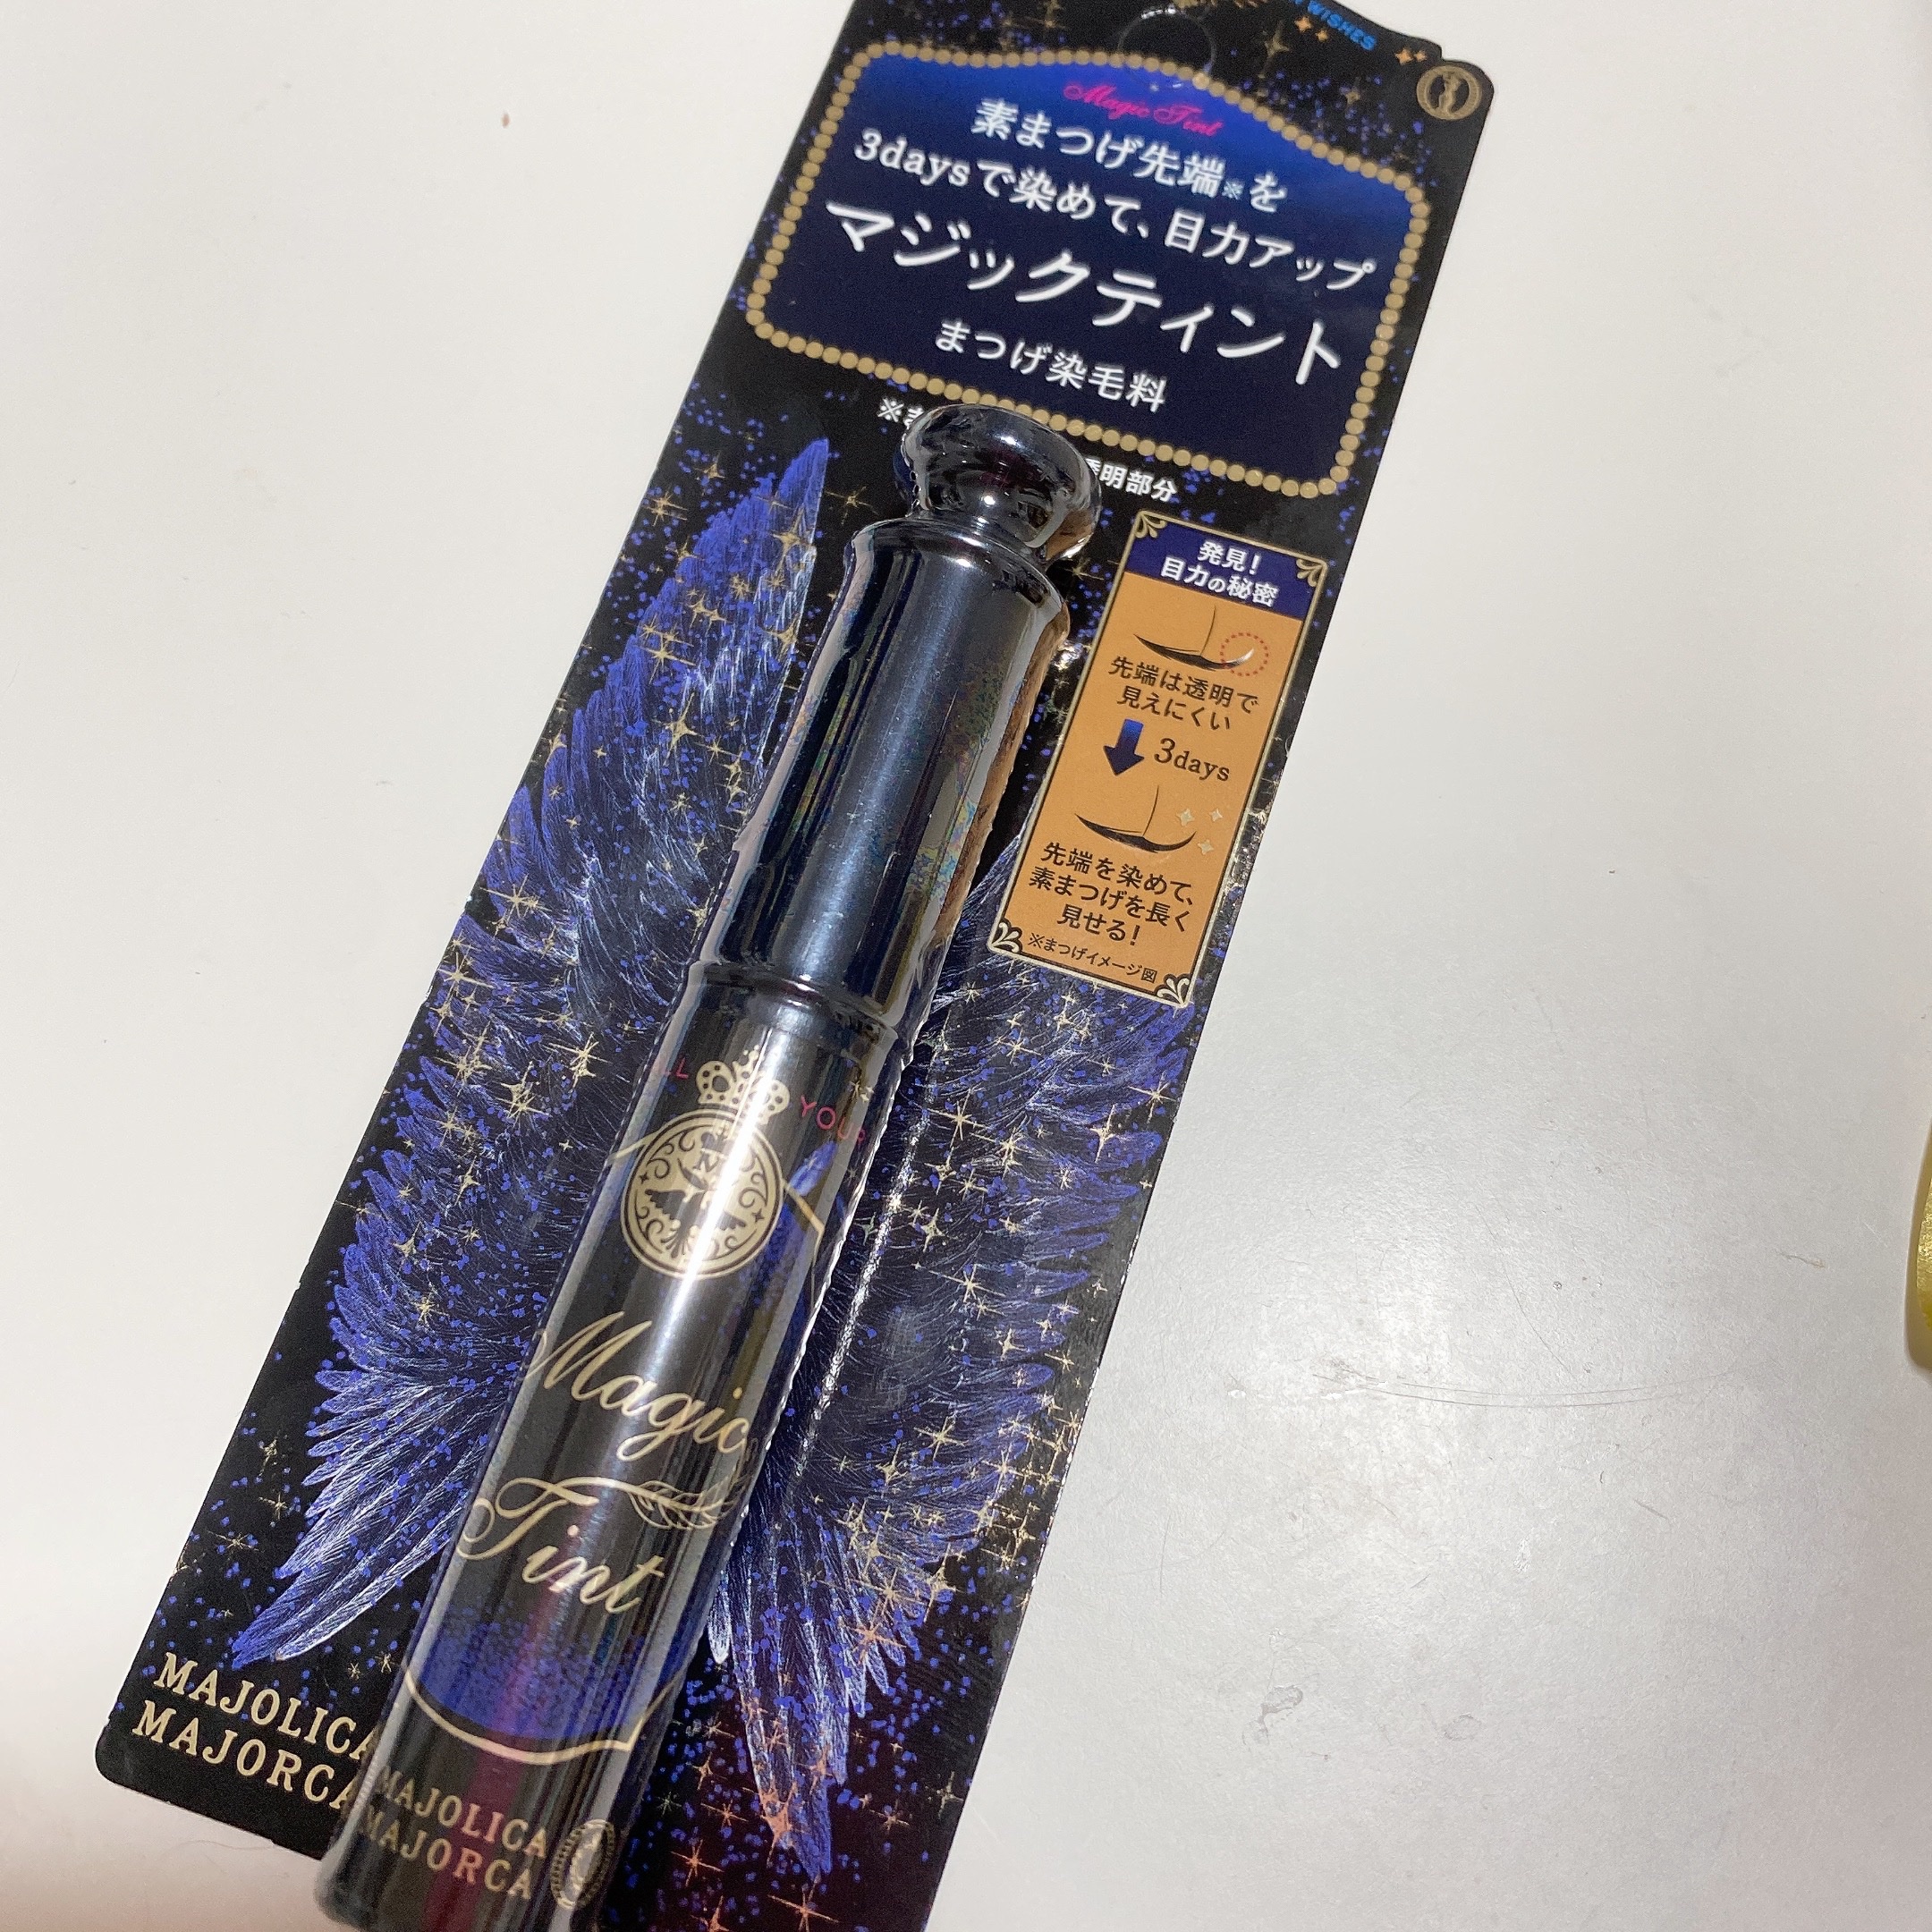 WISHES
Magic Tint
素まつげ先端※を
3daysで染めて、目力アップ
マジックティント
まつげ染毛料
※ま
透明部分
発見!
目力の秘密
先端は透明で
見えにくい
3days
先端を染めて、
素まつげを長く
見せる!
※まつげイメージ図
YOUR
Magic
Tint
MAJOLICA
MAJORCA
MAJOLICA
MAJORCA